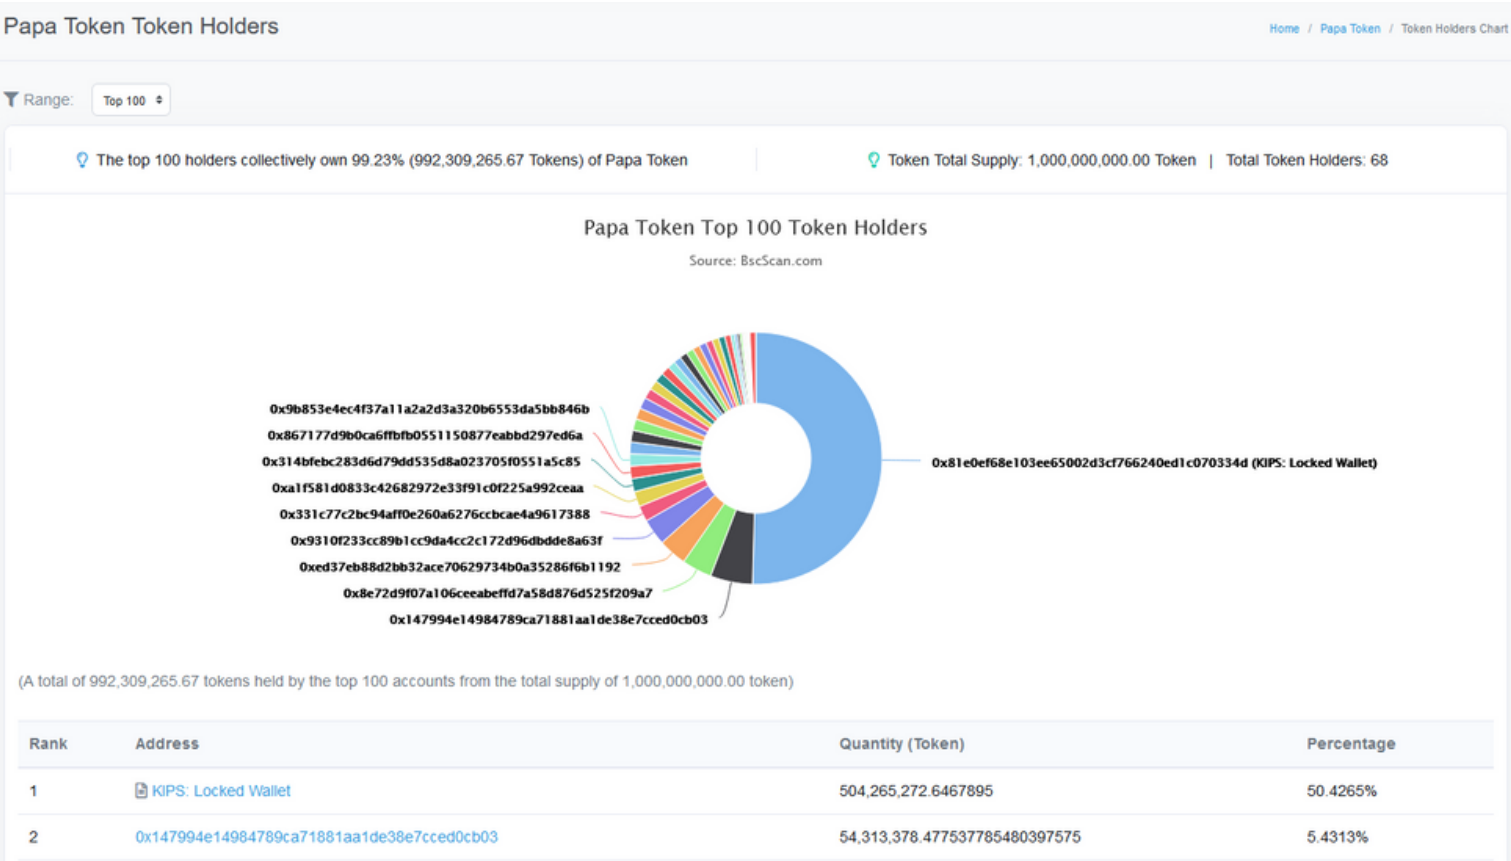 Papa Token Token Holders
Home / Papa Token / Token Holders Chart
Range: Top 100
The top 100 holders collectively own 99.23% (992,309,265.67 Tokens) of Papa Token
Token Total Supply: 1,000,000,000.00 Token | Total Token Holders: 68
Papa Token Top 100 Token Holders
Source: BscScan.com
0x9b853e4ec4f37a11a2a2d3a320b6553da5bb846b
0x867177d9b0ca6ffbfb0551150877eabbd297ed6a
0x314bfebc283d6d79dd535d8a023705f0551a5c85
0xa1f581d0833c42682972e33f91c0f225a992ceaa
0x331c77c2bc94aff0e260a6276ccbcae4a9617388
0x9310f233cc89b1cc9da4cc2c172d96dbdde8a63f
0xed37eb88d2bb32ace70629734b0a35286f6b1192
0x8e72d9f07a106ceeabeffd7a58d876d525f209a7
0x147994e14984789ca71881aa1de38e7cced0cb03
0x81e0ef68e103ee65002d3cf766240ed1c070334d (KIPS: Locked Wallet)
(A total of 992,309,265.67 tokens held by the top 100 accounts from the total supply of 1,000,000,000.00 token)
Rank Address Quantity (Token) Percentage
1 KIPS: Locked Wallet 504,265,272.6467895 50.4265%
2 0x147994e14984789ca71881aa1de38e7cced0cb03 54,313,378.477537785480397575 5.4313%